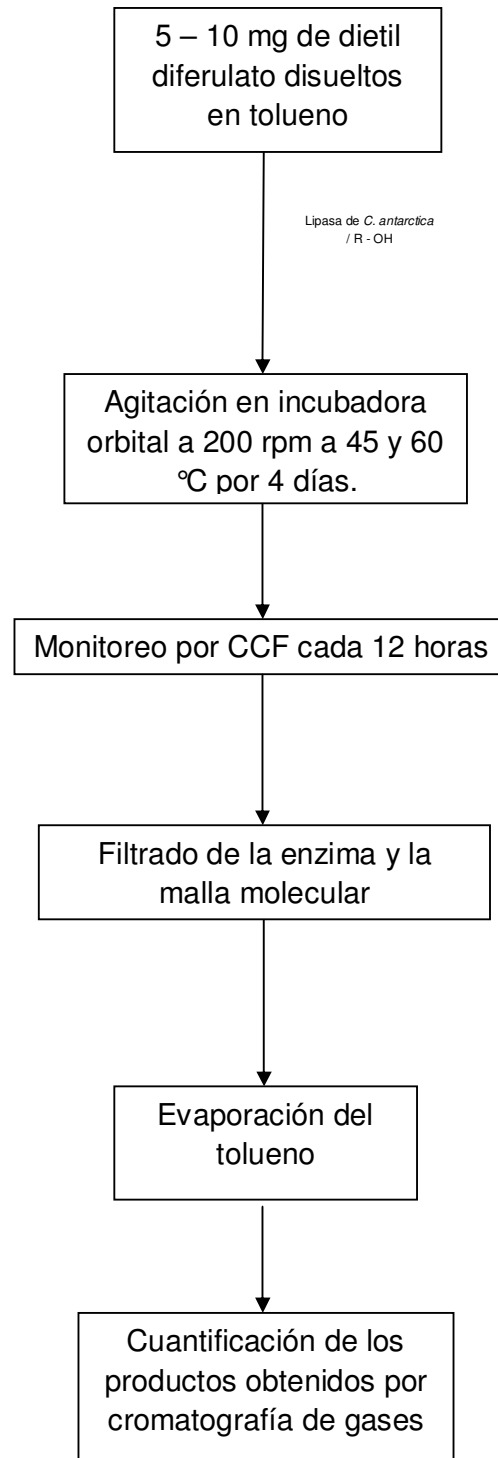 5 – 10 mg de dietil
diferulato disueltos
en tolueno
Lipasa de C. antarctica
/ R - OH
Agitación en incubadora
orbital a 200 rpm a 45 y 60
°C por 4 días.
Monitoreo por CCF cada 12 horas
Filtrado de la enzima y la
malla molecular
Evaporación del
tolueno
Cuantificación de los
productos obtenidos por
cromatografía de gases